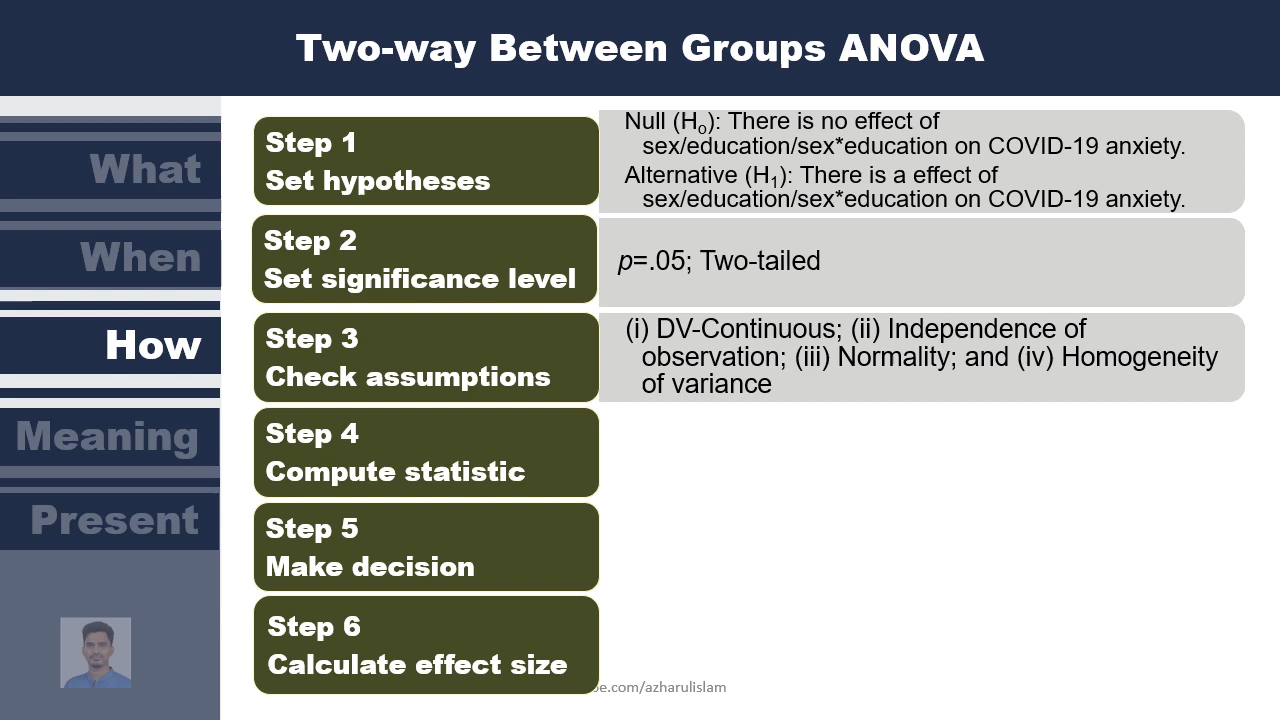 Two-way Between Groups ANOVA
What
When
How
Meaning
Present
Step 1
Set hypotheses
Null (Ho): There is no effect of
sex/education/sex*education on COVID-19 anxiety.
Alternative (H1): There is a effect of
sex/education/sex*education on COVID-19 anxiety.
Step 2
Set significance level
p=.05; Two-tailed
Step 3
Check assumptions
(i) DV-Continuous; (ii) Independence of
observation; (iii) Normality; and (iv) Homogeneity
of variance
Step 4
Compute statistic
Step 5
Make decision
Step 6
Calculate effect size
be.com/azharulislam